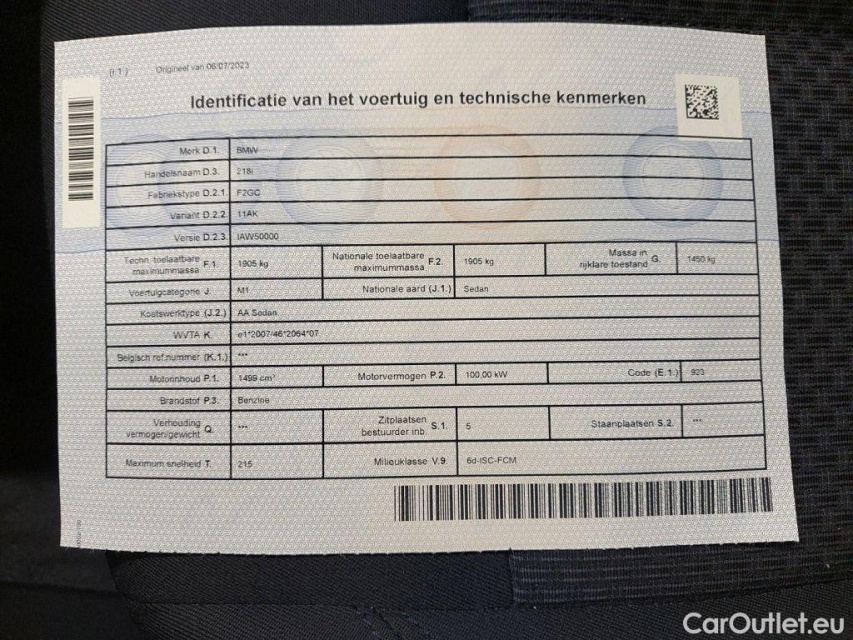 (I.1) Origineel van 06/07/2023
Identificatie van het voertuig en technische kenmerken
Merk D.1. BMW
Handelsnaam D.3. 218i
Fabriekstype D.2.1. F2GC
Variant D.2.2. 11AK
Versie D.2.3. IAW50000
Techn. toelaatbare maximummassa F.1. 1905 kg Nationale toelaatbare maximummassa F.2. 1905 kg Massa in rijklare toestand G. 1450 kg
Voertuigcategorie J. M1 Nationale aard (J.1.) Sedan
Koetswerktype (J.2.) AA Sedan
WVTA K. e1*2007/46*2064*07
Belgisch ref.nummer (K.1.) ***
Motorinhoud P.1. 1499 cm³ Motorvermogen P.2. 100,00 kW Code (E.1.) 923
Brandstof P.3. Benzine
Verhouding vermogen/gewicht Q. *** Zitplaatsen bestuurder inb. S.1. 5 Staanplaatsen S.2. ***
Maximum snelheid T. 215 Milieuklasse V.9. 6d-ISC-FCM
CarOutlet.eu